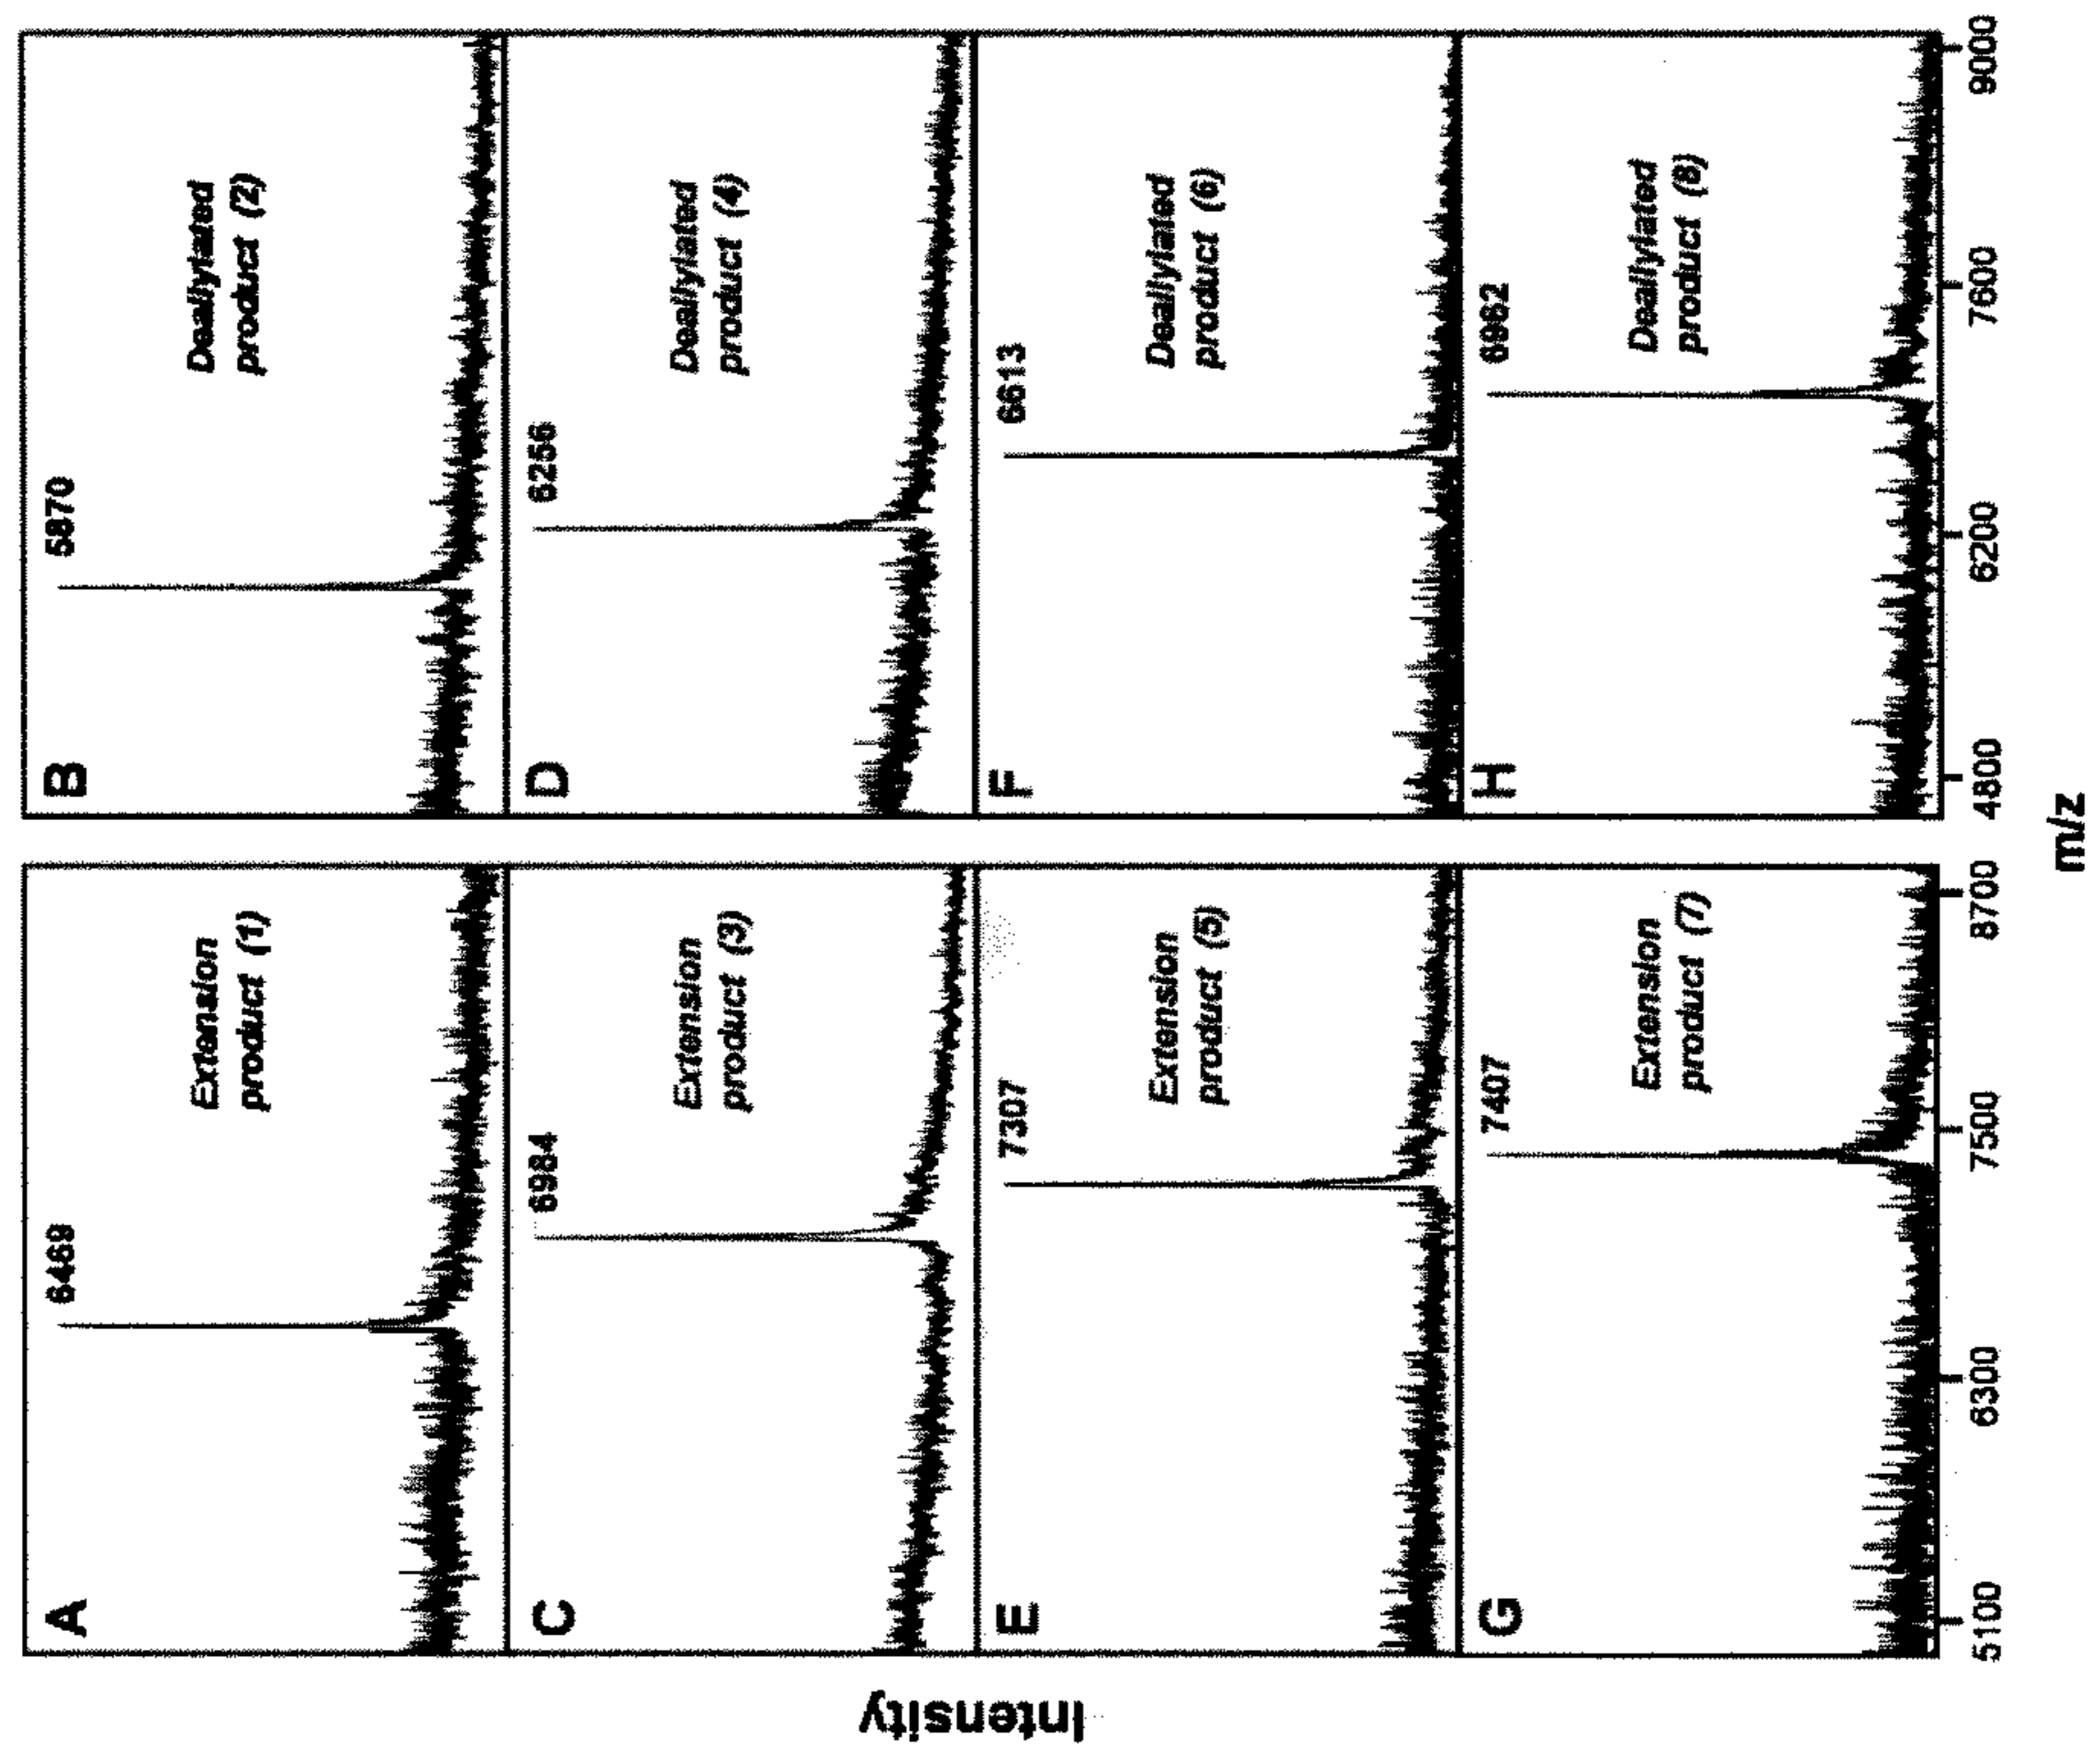 A
6469
Extension
product (1)
B
5870
Deallylated
product (2)
C
6984
Extension
product (3)
D
6256
Deallylated
product (4)
E
7307
Extension
product (5)
F
6613
Deallylated
product (6)
G
7407
Extension
product (7)
H
6962
Deallylated
product (8)
5100 6300 7500 8700
4800 6200 7600 9000
Intensity
m/z